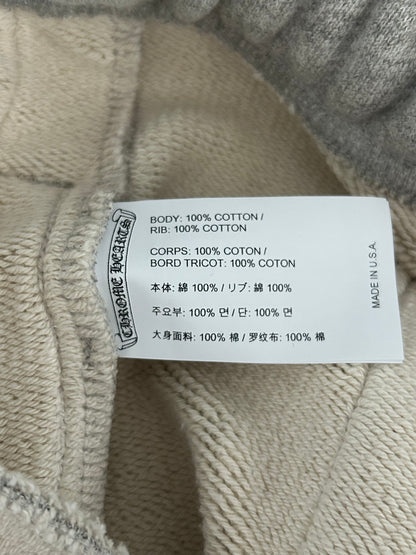 BODY: 100% COTTON /
RIB: 100% COTTON
CORPS: 100% COTON /
BORD TRICOT: 100% COTON
本体: 綿 100% / リブ: 綿 100%
주요부: 100% 면 / 단: 100% 면
大身面料: 100% 棉 / 罗纹布: 100% 棉
CHROME HEARTS
MADE IN U.S.A.